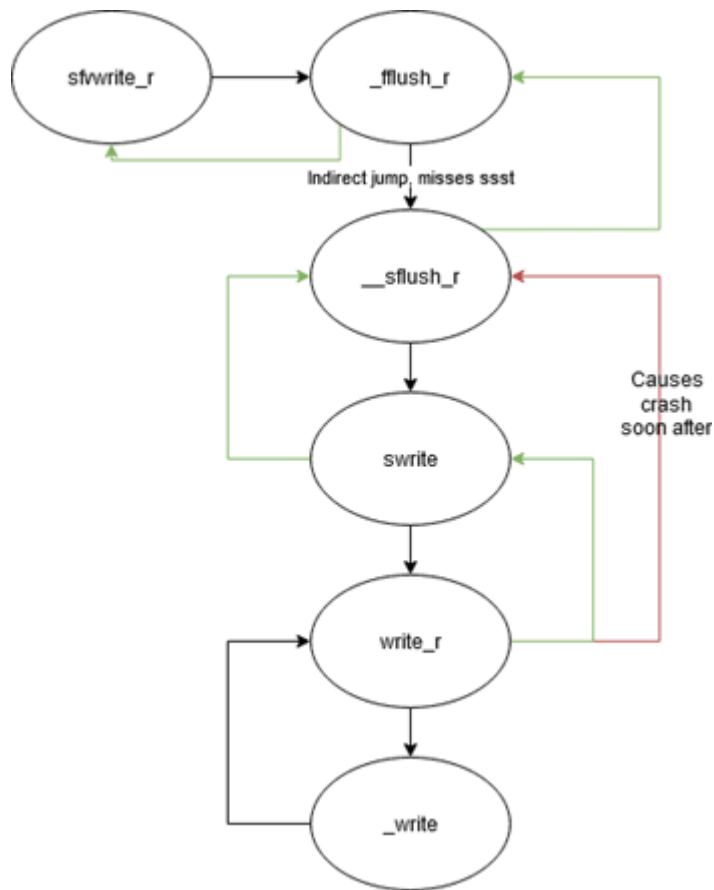 sfvwrite_r
_fflush_r
Indirect jump, misses ssst
__sflush_r
Causes
crash
soon after
swrite
write_r
_write